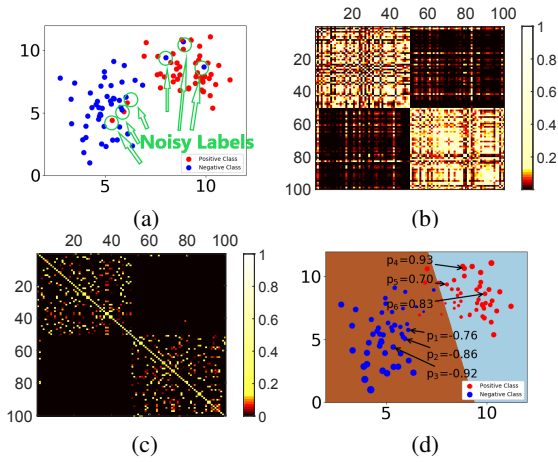 10
5
0
5
10
Noisy Labels
Positive Class
Negative Class
(a)
20 40 60 80 100
20
40
60
80
100
1
0.8
0.6
0.4
0.2
(b)
20 40 60 80 100
20
40
60
80
100
1
0.8
0.6
0.4
0.2
0
(c)
10
5
0
5
10
p4=0.93
p5=0.70
p6=0.83
p1=-0.76
p2=-0.86
p3=-0.92
Positive Class
Negative Class
(d)